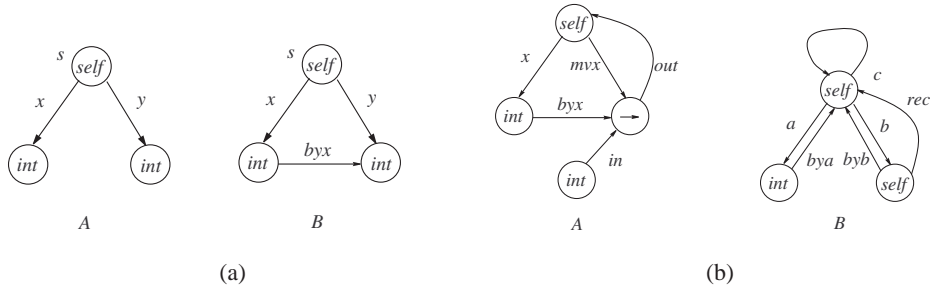 s
self
x
y
int
int
A
s
self
x
y
int
byx
int
B
(a)
self
x
mvx
out
int
byx
→
in
int
A
self
c
rec
a
b
bya
byb
int
self
B
(b)